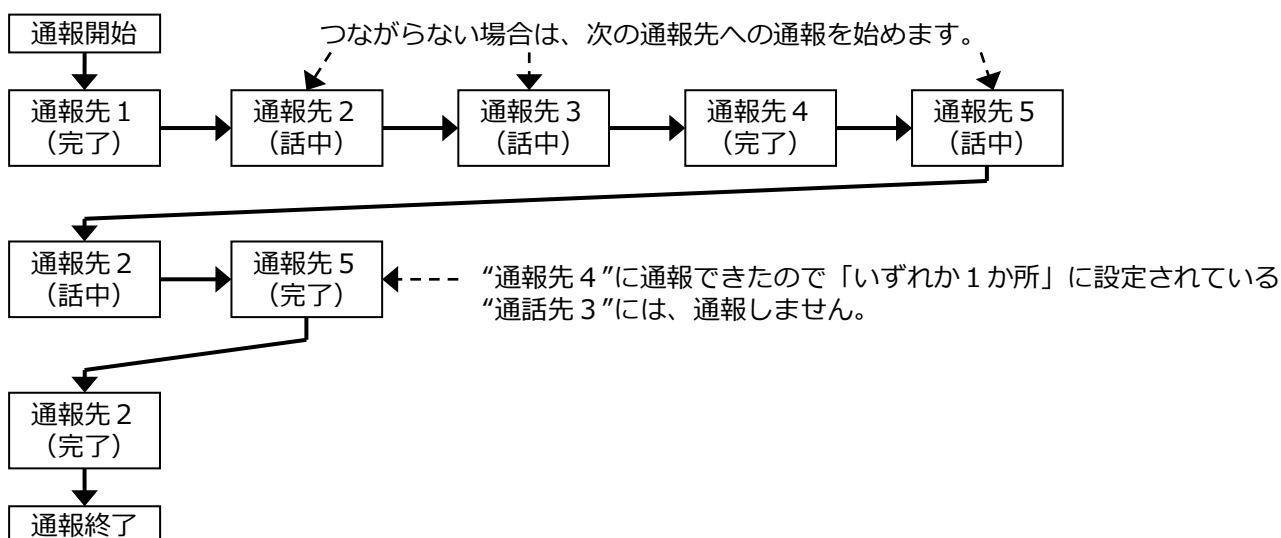 通報開始
つながらない場合は、次の通報先への通報を始めます。
通報先１
（完了）
通報先２
（話中）
通報先３
（話中）
通報先４
（完了）
通報先５
（話中）
通報先２
（話中）
通報先５
（完了）
“通報先４”に通報できたので「いずれか１か所」に設定されている
“通話先３”には、通報しません。
通報先２
（完了）
通報終了